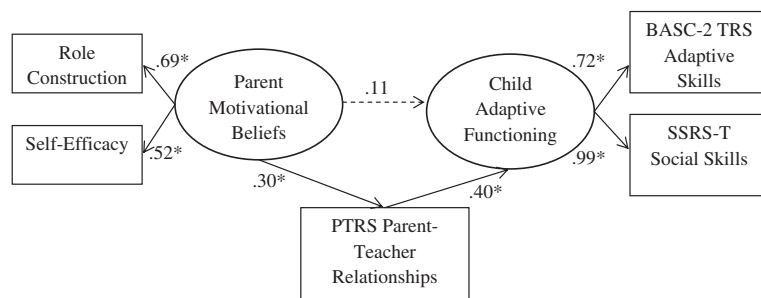 Role
Construction
.69*
Self-Efficacy
.52*
Parent
Motivational
Beliefs
.11
Child
Adaptive
Functioning
.72*
BASC-2 TRS
Adaptive
Skills
.99*
SSRS-T
Social Skills
.30*
.40*
PTRS Parent-
Teacher
Relationships